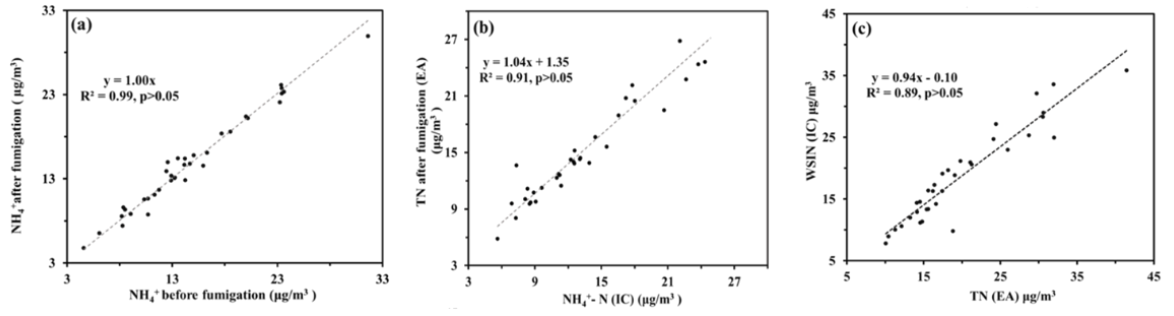 (a)
y = 1.00x
R² = 0.99, p>0.05
NH₄⁺ after fumigation ( µg/m³ )
33
23
13
3
3
13
23
33
NH₄⁺ before fumigation (µg/m³ )
(b)
y = 1.04x + 1.35
R² = 0.91, p>0.05
TN after fumigation (EA)
(µg/m³)
27
21
15
9
3
3
9
15
21
27
NH₄⁺- N (IC) (µg/m³ )
(c)
y = 0.94x - 0.10
R² = 0.89, p>0.05
WSIN (IC) µg/m³
45
35
25
15
5
5
15
25
35
45
TN (EA) µg/m³